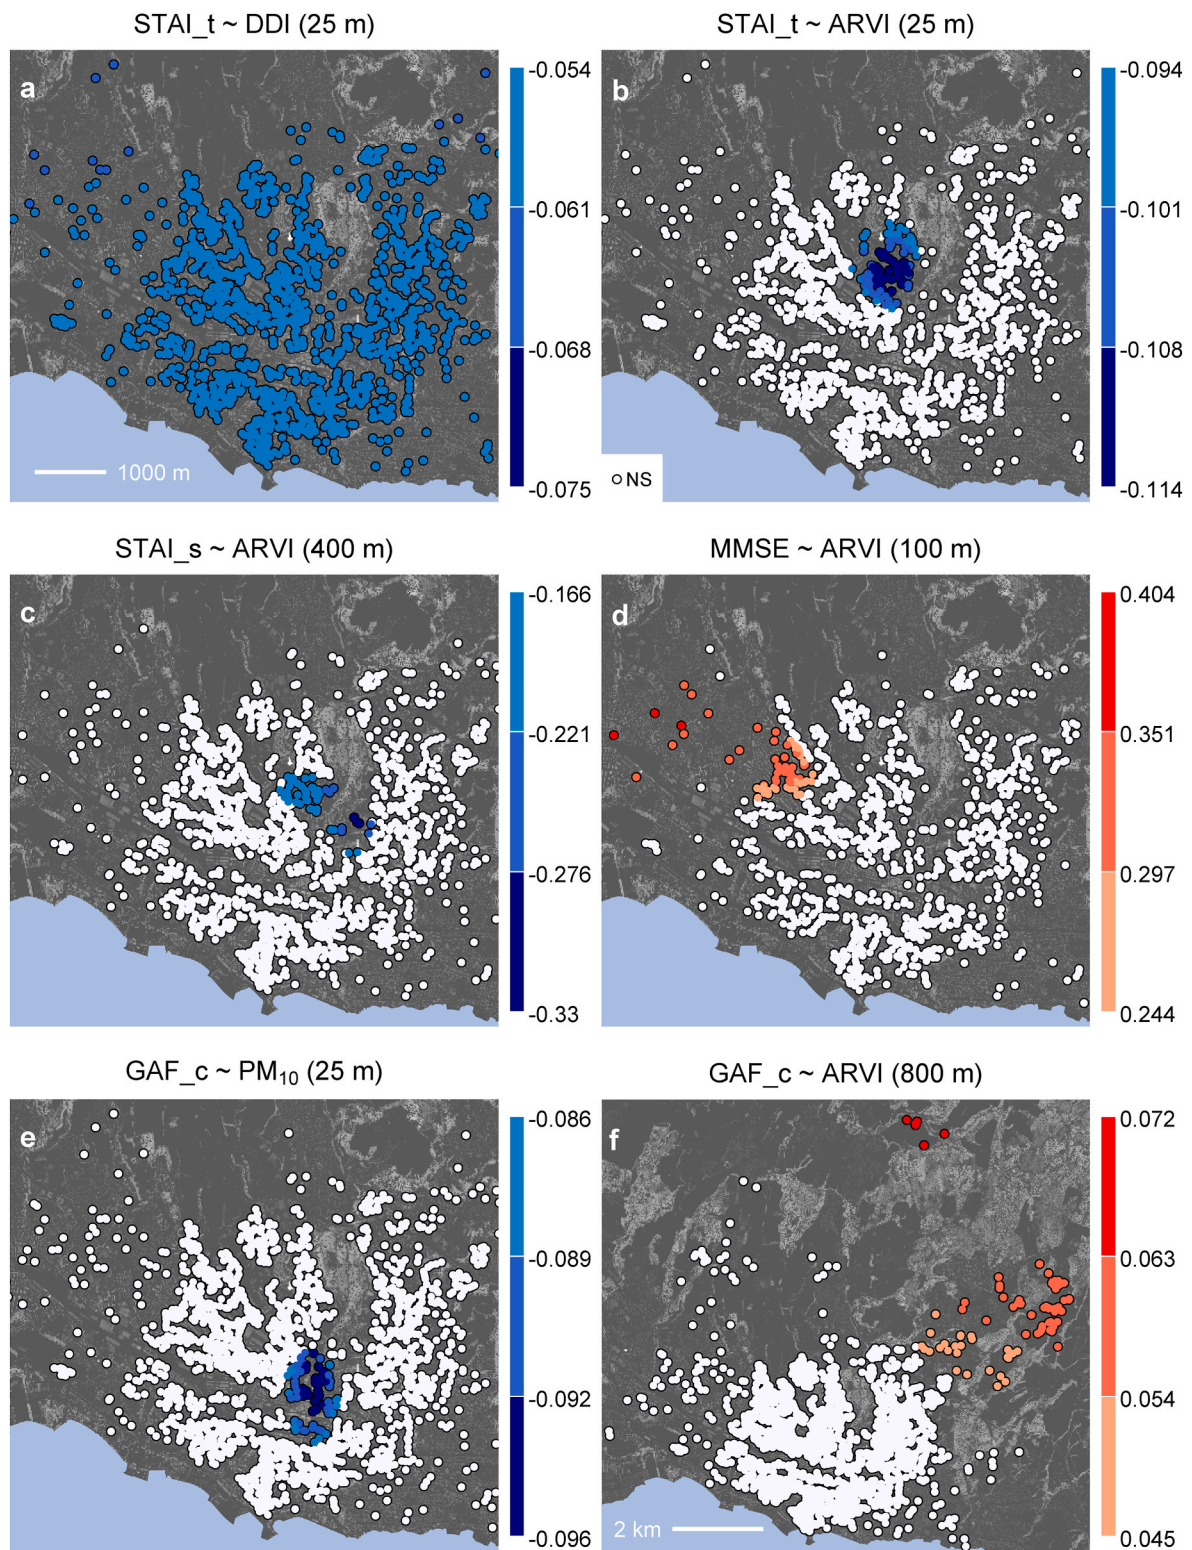 STAI_t ~ DDI (25 m)
a
-0.054
-0.061
-0.068
-0.075
1000 m
STAI_t ~ ARVI (25 m)
b
-0.094
-0.101
-0.108
-0.114
NS
STAI_s ~ ARVI (400 m)
c
-0.166
-0.221
-0.276
-0.33
MMSE ~ ARVI (100 m)
d
0.404
0.351
0.297
0.244
GAF_c ~ PM₁₀ (25 m)
e
-0.086
-0.089
-0.092
-0.096
GAF_c ~ ARVI (800 m)
f
0.072
0.063
0.054
0.045
2 km